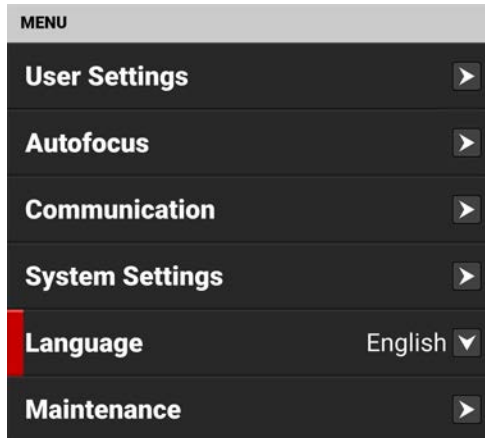 MENU
User Settings
Autofocus
Communication
System Settings
Language English
Maintenance